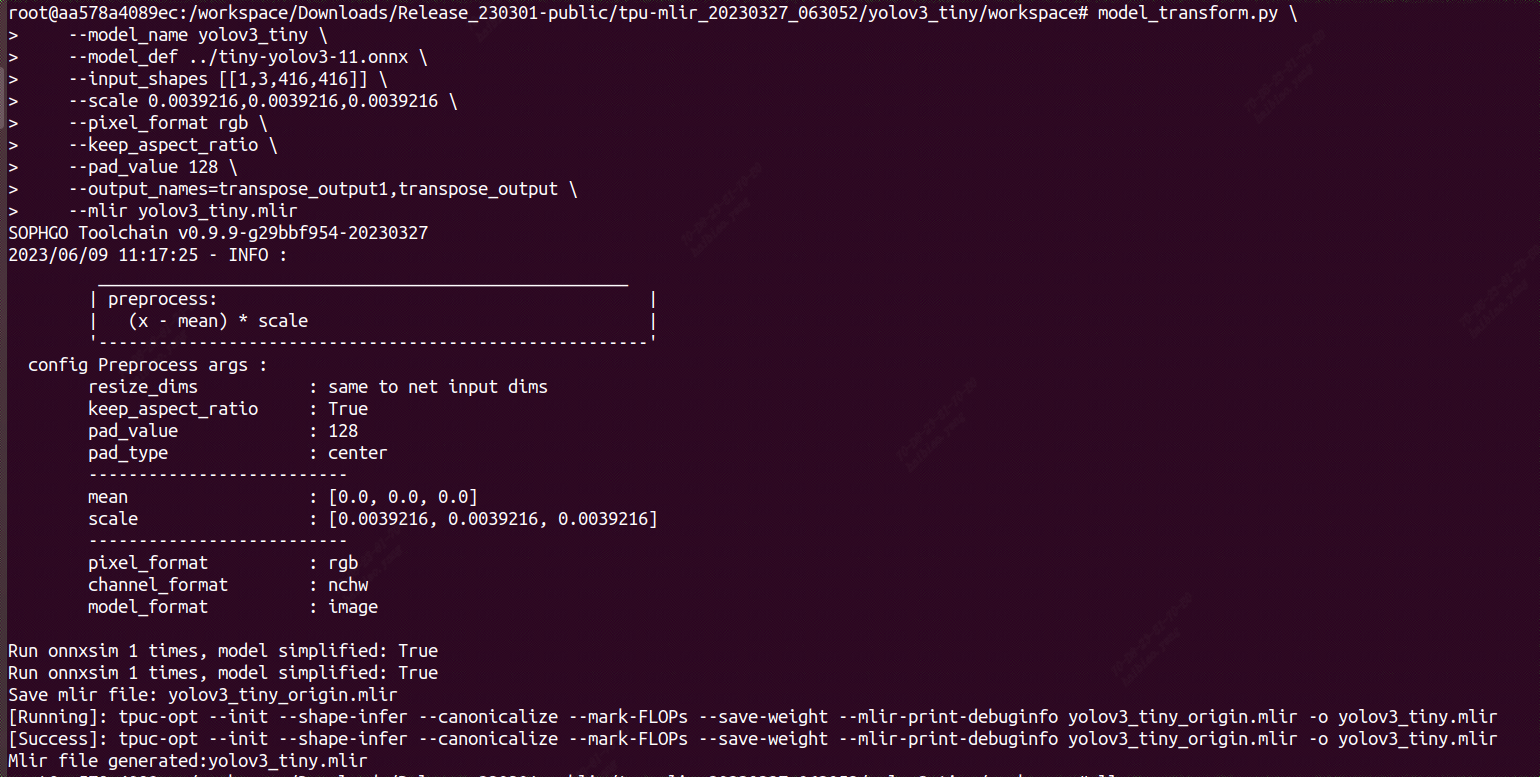 root@aa578a4089ec:/workspace/Downloads/Release_230301-public/tpu-mlir_20230327_063052/yolov3_tiny/workspace# model_transform.py \
>     --model_name yolov3_tiny \
>     --model_def ../tiny-yolov3-11.onnx \
>     --input_shapes [[1,3,416,416]] \
>     --scale 0.0039216,0.0039216,0.0039216 \
>     --pixel_format rgb \
>     --keep_aspect_ratio \
>     --pad_value 128 \
>     --output_names=transpose_output1,transpose_output \
>     --mlir yolov3_tiny.mlir
SOPHGO Toolchain v0.9.9-g29bbf954-20230327
2023/06/09 11:17:25 - INFO :
         _____________________________________________________
        | preprocess:                                           |
        |   (x - mean) * scale                                  |
        '-------------------------------------------------------'
  config Preprocess args :
        resize_dims           : same to net input dims
        keep_aspect_ratio     : True
        pad_value             : 128
        pad_type              : center
        --------------------------
        mean                  : [0.0, 0.0, 0.0]
        scale                 : [0.0039216, 0.0039216, 0.0039216]
        --------------------------
        pixel_format          : rgb
        channel_format        : nchw
        model_format          : image
Run onnxsim 1 times, model simplified: True
Run onnxsim 1 times, model simplified: True
Save mlir file: yolov3_tiny_origin.mlir
[Running]: tpuc-opt --init --shape-infer --canonicalize --mark-FLOPs --save-weight --mlir-print-debuginfo yolov3_tiny_origin.mlir -o yolov3_tiny.mlir
[Success]: tpuc-opt --init --shape-infer --canonicalize --mark-FLOPs --save-weight --mlir-print-debuginfo yolov3_tiny_origin.mlir -o yolov3_tiny.mlir
Mlir file generated:yolov3_tiny.mlir